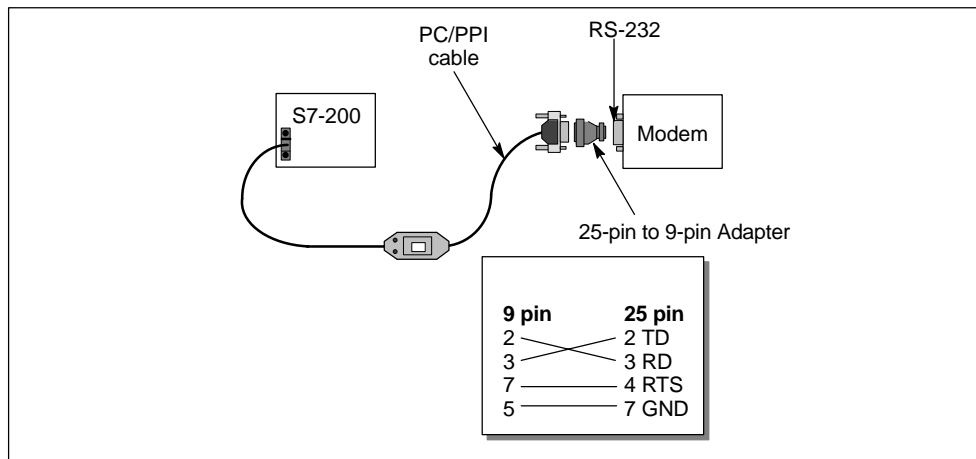 PC/PPI
cable
RS-232
S7-200
Modem
25-pin to 9-pin Adapter
9 pin 25 pin
2 2 TD
3 3 RD
7 4 RTS
5 7 GND